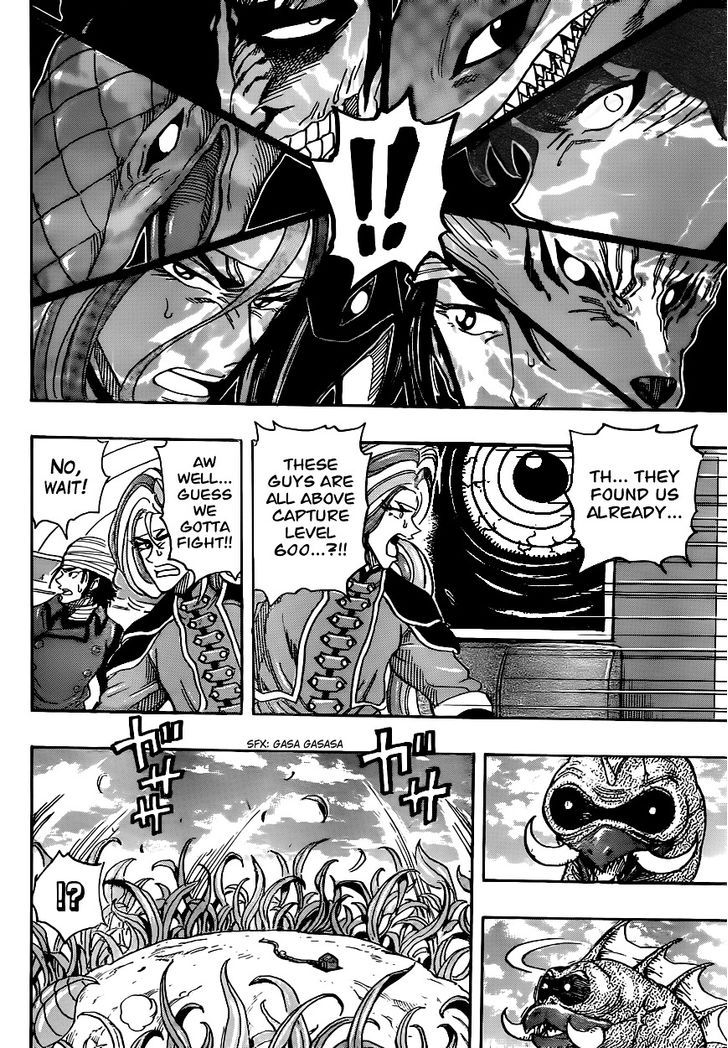 !!
TH... THEY
FOUND US
ALREADY...
THESE
GUYS ARE
ALL ABOVE
CAPTURE
LEVEL
600...?!!
AW
WELL...
GUESS
WE
GOTTA
FIGHT!!
NO,
WAIT!
SFX: GASA GASASA
ガサ
ガササ
!?